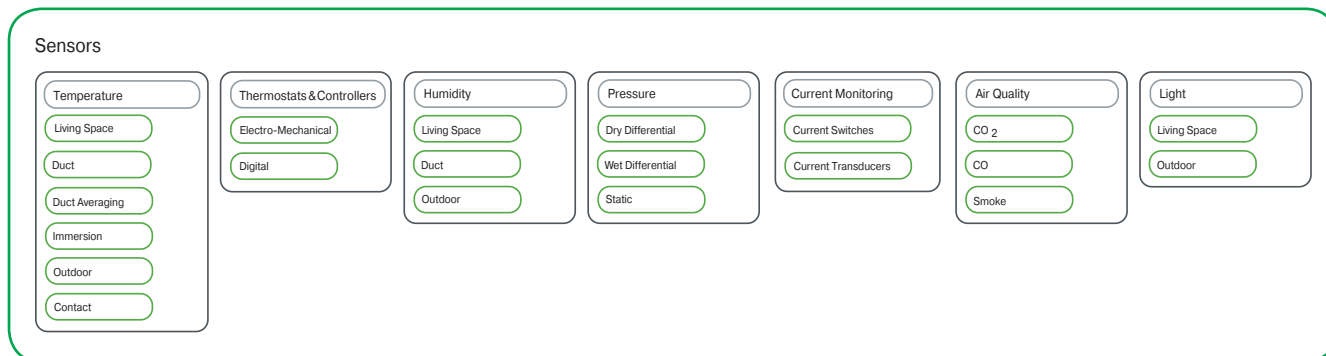 Sensors
Temperature
Living Space
Duct
Duct Averaging
Immersion
Outdoor
Contact
Thermostats & Controllers
Electro-Mechanical
Digital
Humidity
Living Space
Duct
Outdoor
Pressure
Dry Differential
Wet Differential
Static
Current Monitoring
Current Switches
Current Transducers
Air Quality
CO 2
CO
Smoke
Light
Living Space
Outdoor